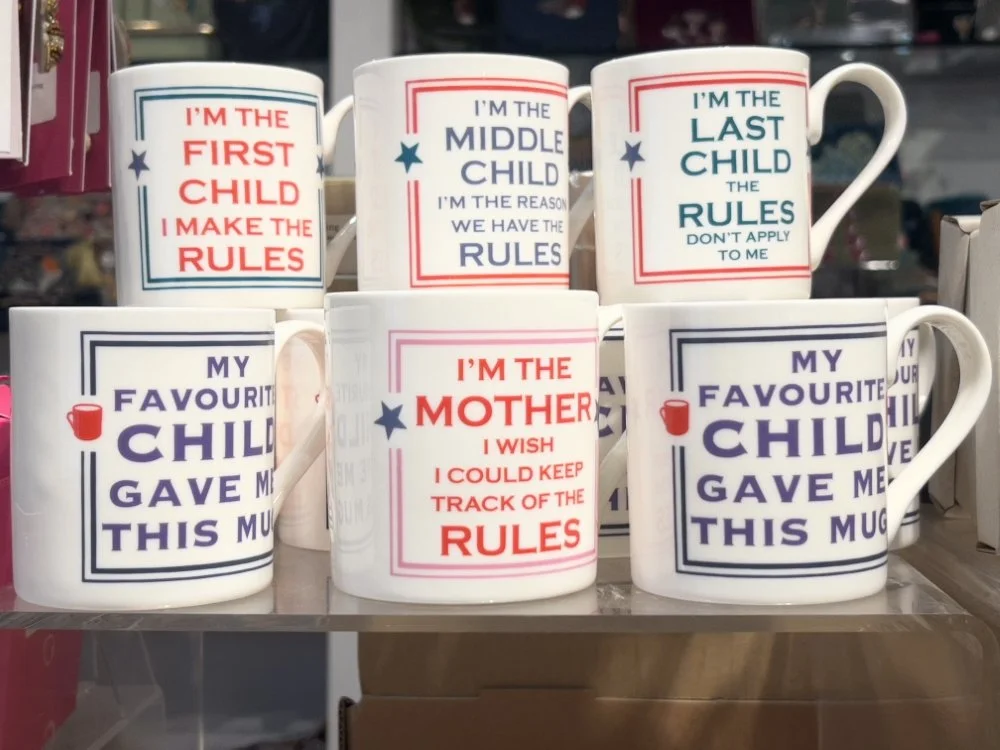 I'M THE
FIRST
CHILD
I MAKE THE
RULES
I'M THE
MIDDLE
CHILD
I'M THE REASON
WE HAVE THE
RULES
I'M THE
LAST
CHILD
THE
RULES
DON'T APPLY
TO ME
MY
FAVOURITE
CHILD
GAVE ME
THIS MUG
I'M THE
MOTHER
I WISH
I COULD KEEP
TRACK OF THE
RULES
MY
FAVOURITE
CHILD
GAVE ME
THIS MUG